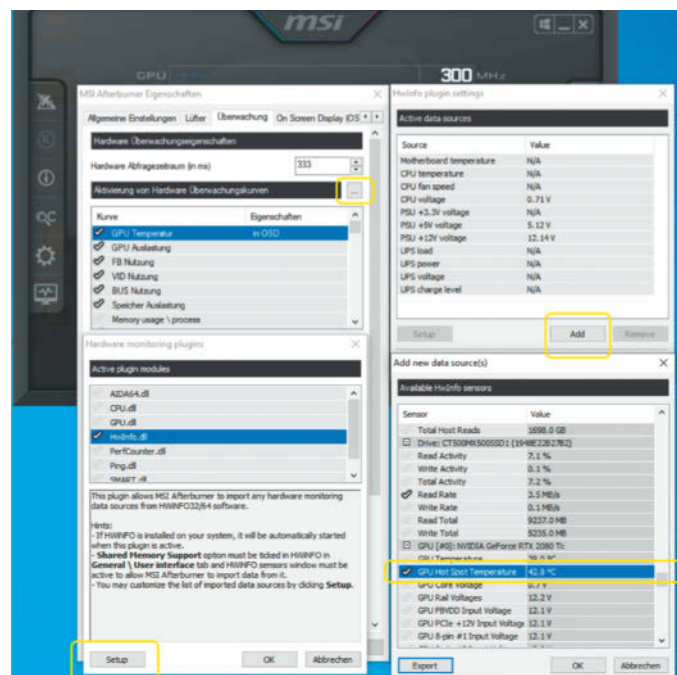 msi
GPU
300 MHz
MSI Afterburner Eigenschaften
Allgemeine Einstellungen Lüfter Überwachung On Screen Display (OS
Hardware Überwachungseigenschaften
Hardware Abfragezeitraum (in ms) 333
Aktivierung von Hardware Überwachungskurven ...
Kurve Eigenschaften
GPU Temperatur in OSD
GPU Auslastung
FB Nutzung
VID Nutzung
BUS Nutzung
Speicher Auslastung
Memory usage \ process
HwInfo plugin settings
Active data sources
Source Value
Motherboard temperature N/A
CPU temperature N/A
CPU fan speed N/A
CPU voltage 0.71 V
PSU +3.3V voltage N/A
PSU +5V voltage 5.12 V
PSU +12V voltage 12.14 V
UPS load N/A
UPS power N/A
UPS voltage N/A
UPS charge level N/A
Setup Add Remove
Hardware monitoring plugins
Active plugin modules
AIDA64.dll
CPU.dll
GPU.dll
HwInfo.dll
PerfCounter.dll
Ping.dll
SMART.dll
This plugin allows MSI Afterburner to import any hardware monitoring
data sources from HWiNFO32/64 software.
Hints:
- If HWiNFO is installed on your system, it will be automatically started
when this plugin is active.
- Shared Memory Support option must be ticked in HWiNFO in
General \ User interface tab and HWiNFO sensors window must be
active to allow MSI Afterburner to import data from it.
- You may customize the list of imported data sources by clicking Setup.
Setup OK Abbrechen
Add new data source(s)
Available HwInfo sensors
Sensor Value
Total Host Reads 1698.0 GB
Drive: CT500MX500SSD1
Read Activity 7.1 %
Write Activity 0.1 %
Total Activity 7.2 %
Read Rate 3.5 MB/s
Write Rate 0.1 MB/s
Read Total 9237.0 MB
Write Total 5235.0 MB
GPU [#0]: NVIDIA GeForce RTX 2080 Ti:
GPU Temperature
GPU Hot Spot Temperature 42.8 °C
GPU Core Voltage 0.7 V
GPU Rail Voltages 12.2 V
GPU FBVDD Input Voltage 12.1 V
GPU PCIe +12V Input Voltage 12.1 V
GPU 8-pin #1 Input Voltage 12.1 V
Export OK Abbrechen